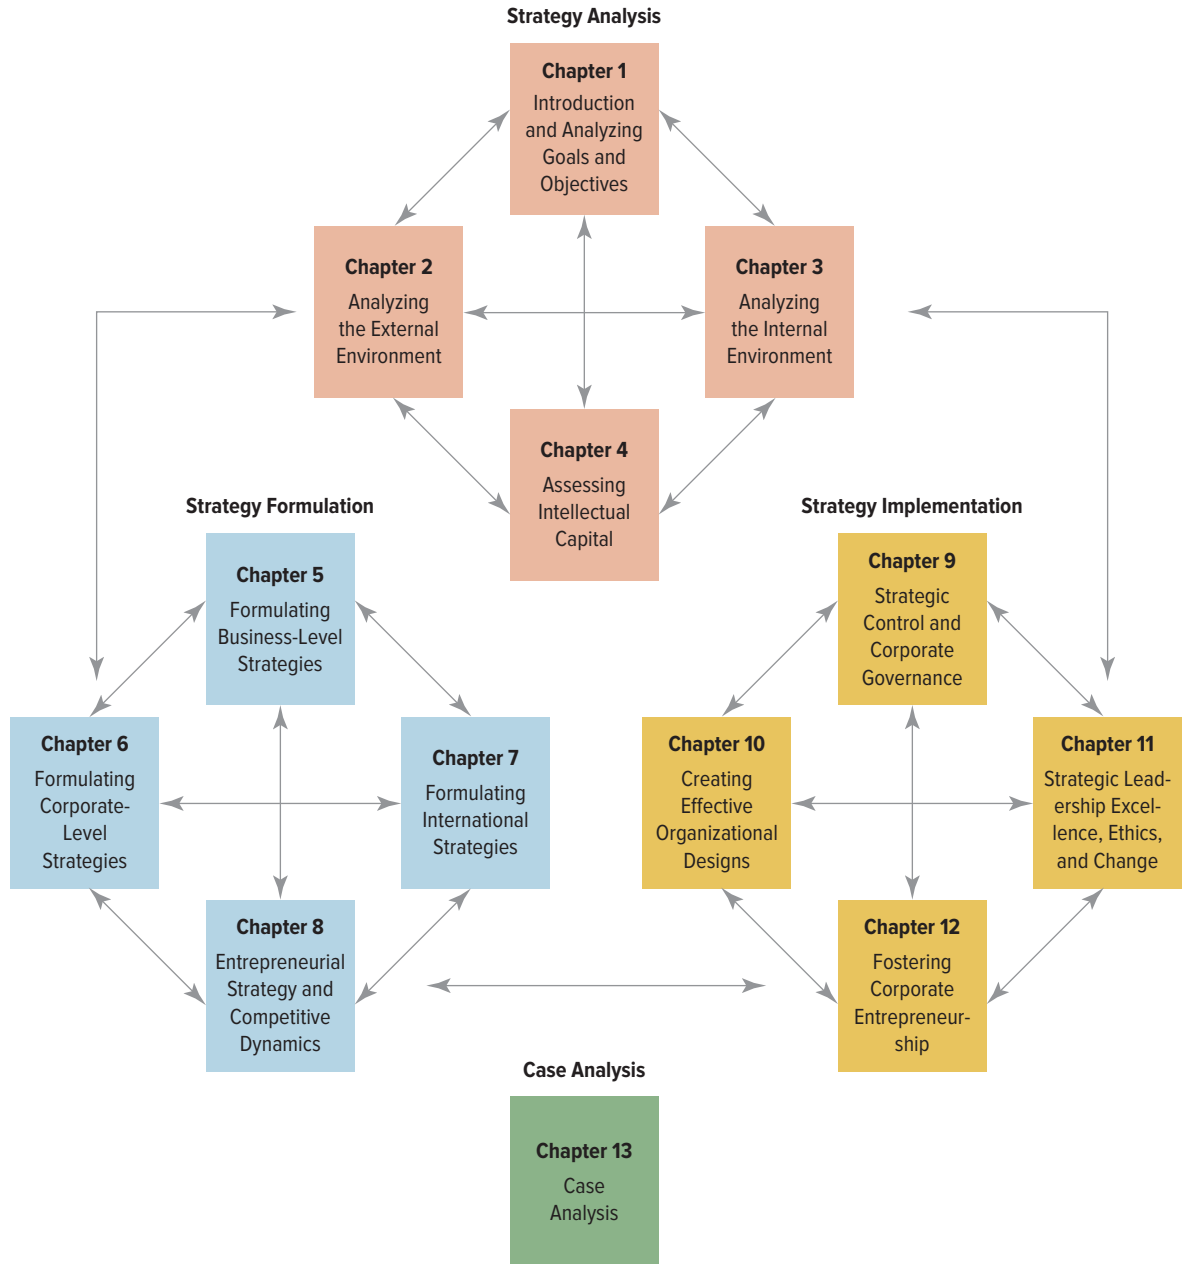 Strategy Analysis
Chapter 1
Introduction
and Analyzing
Goals and
Objectives
Chapter 2
Analyzing
the External
Environment
Chapter 3
Analyzing
the Internal
Environment
Chapter 4
Assessing
Intellectual
Capital
Strategy Formulation
Chapter 5
Formulating
Business-Level
Strategies
Chapter 6
Formulating
Corporate-
Level
Strategies
Chapter 7
Formulating
International
Strategies
Chapter 8
Entrepreneurial
Strategy and
Competitive
Dynamics
Strategy Implementation
Chapter 9
Strategic
Control and
Corporate
Governance
Chapter 10
Creating
Effective
Organizational
Designs
Chapter 11
Strategic Lead-
ership Excel-
lence, Ethics,
and Change
Chapter 12
Fostering
Corporate
Entrepreneur-
ship
Case Analysis
Chapter 13
Case
Analysis